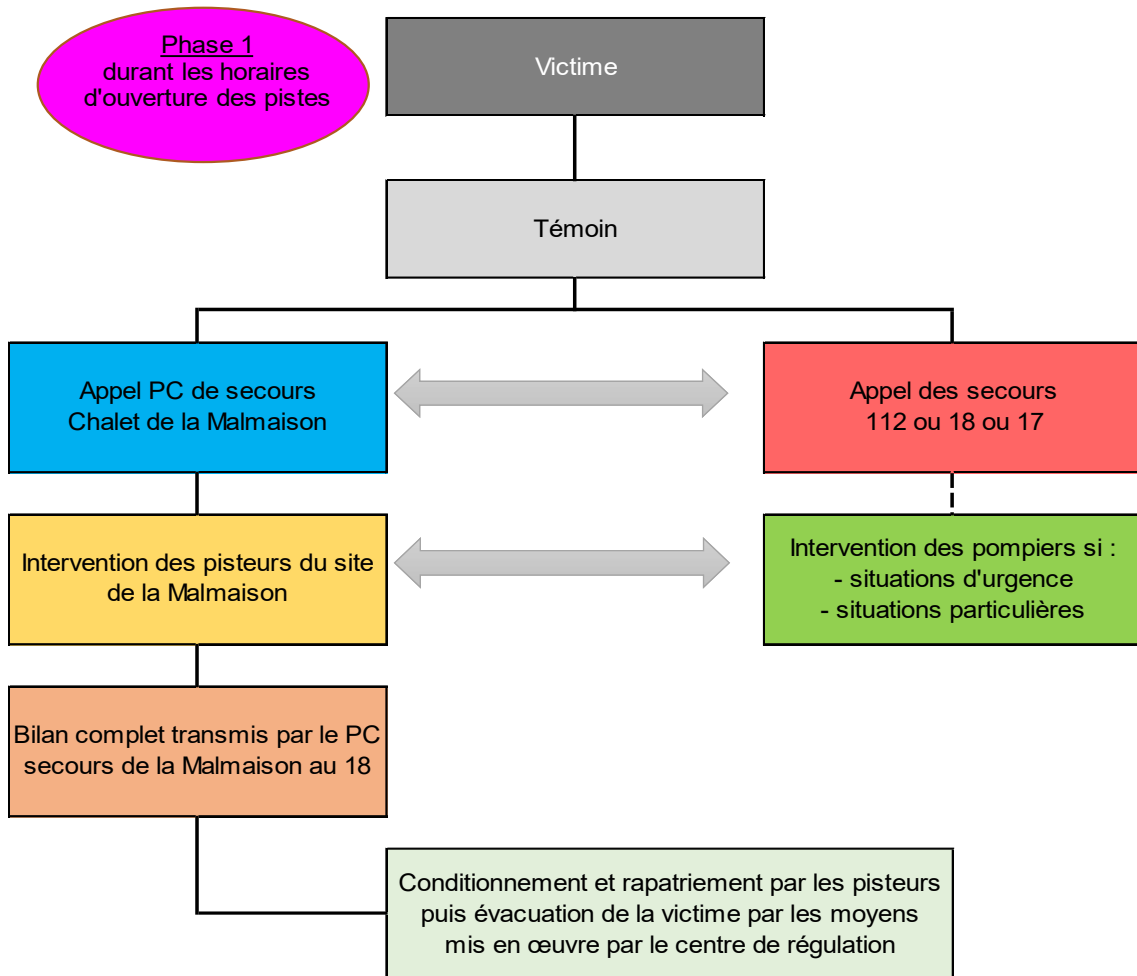 Phase 1
durant les horaires
d'ouverture des pistes
Victime
Témoin
Appel PC de secours
Chalet de la Malmaison
Appel des secours
112 ou 18 ou 17
Intervention des pisteurs du site
de la Malmaison
Intervention des pompiers si :
- situations d'urgence
- situations particulières
Bilan complet transmis par le PC
secours de la Malmaison au 18
Conditionnement et rapatriement par les pisteurs
puis évacuation de la victime par les moyens
mis en œuvre par le centre de régulation